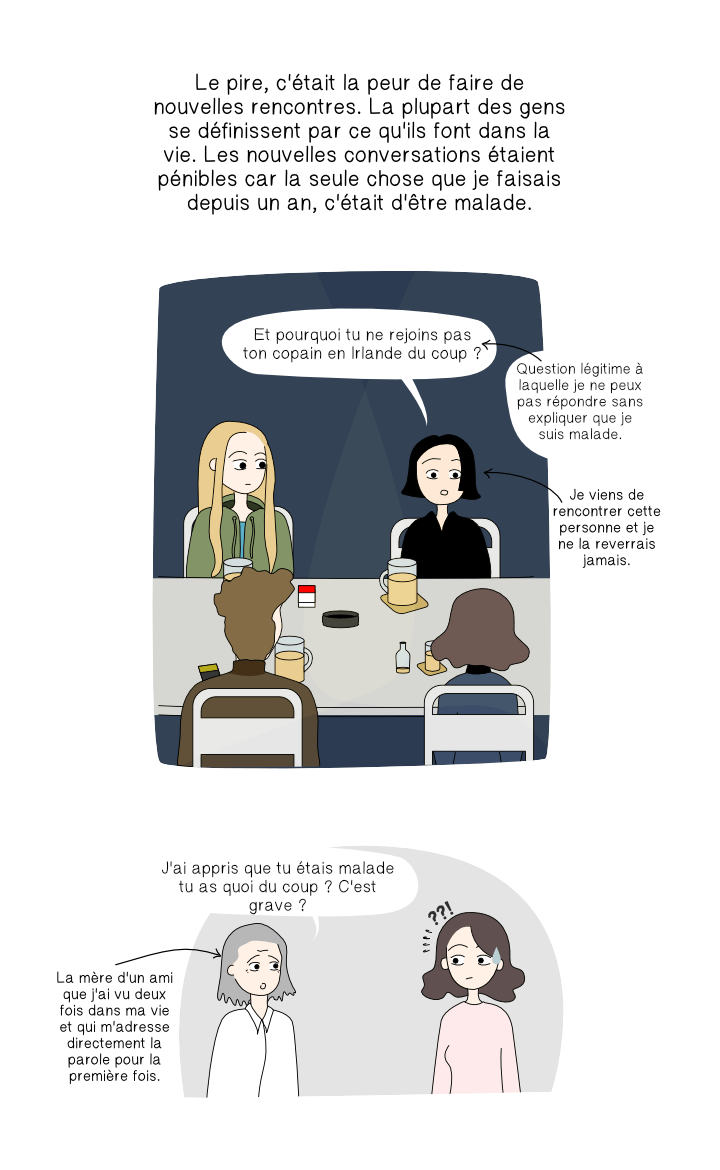 Le pire, c'était la peur de faire de
nouvelles rencontres. La plupart des gens
se définissent par ce qu'ils font dans la
vie. Les nouvelles conversations étaient
pénibles car la seule chose que je faisais
depuis un an, c'était d'être malade.
Et pourquoi tu ne rejoins pas
ton copain en Irlande du coup ?
Question légitime à
laquelle je ne peux
pas répondre sans
expliquer que je
suis malade.
Je viens de
rencontrer cette
personne et je
ne la reverrais
jamais.
J'ai appris que tu étais malade
tu as quoi du coup ? C'est
grave ?
??!
La mère d'un ami
que j'ai vu deux
fois dans ma vie
et qui m'adresse
directement la
parole pour la
première fois.